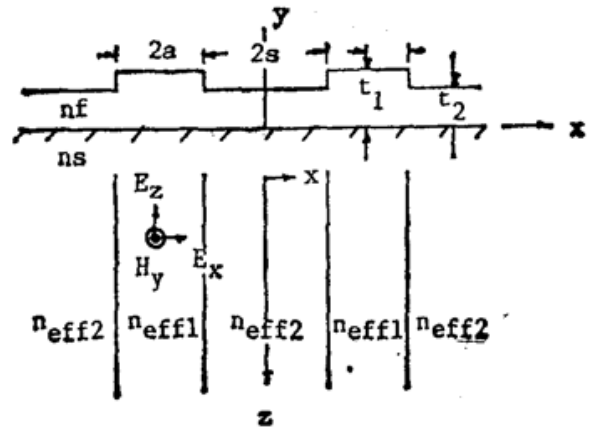 y
2a 2s
nf t1 t2
ns x
Ez x
Hy Ex
neff2 neff1 neff2 neff1 neff2
z